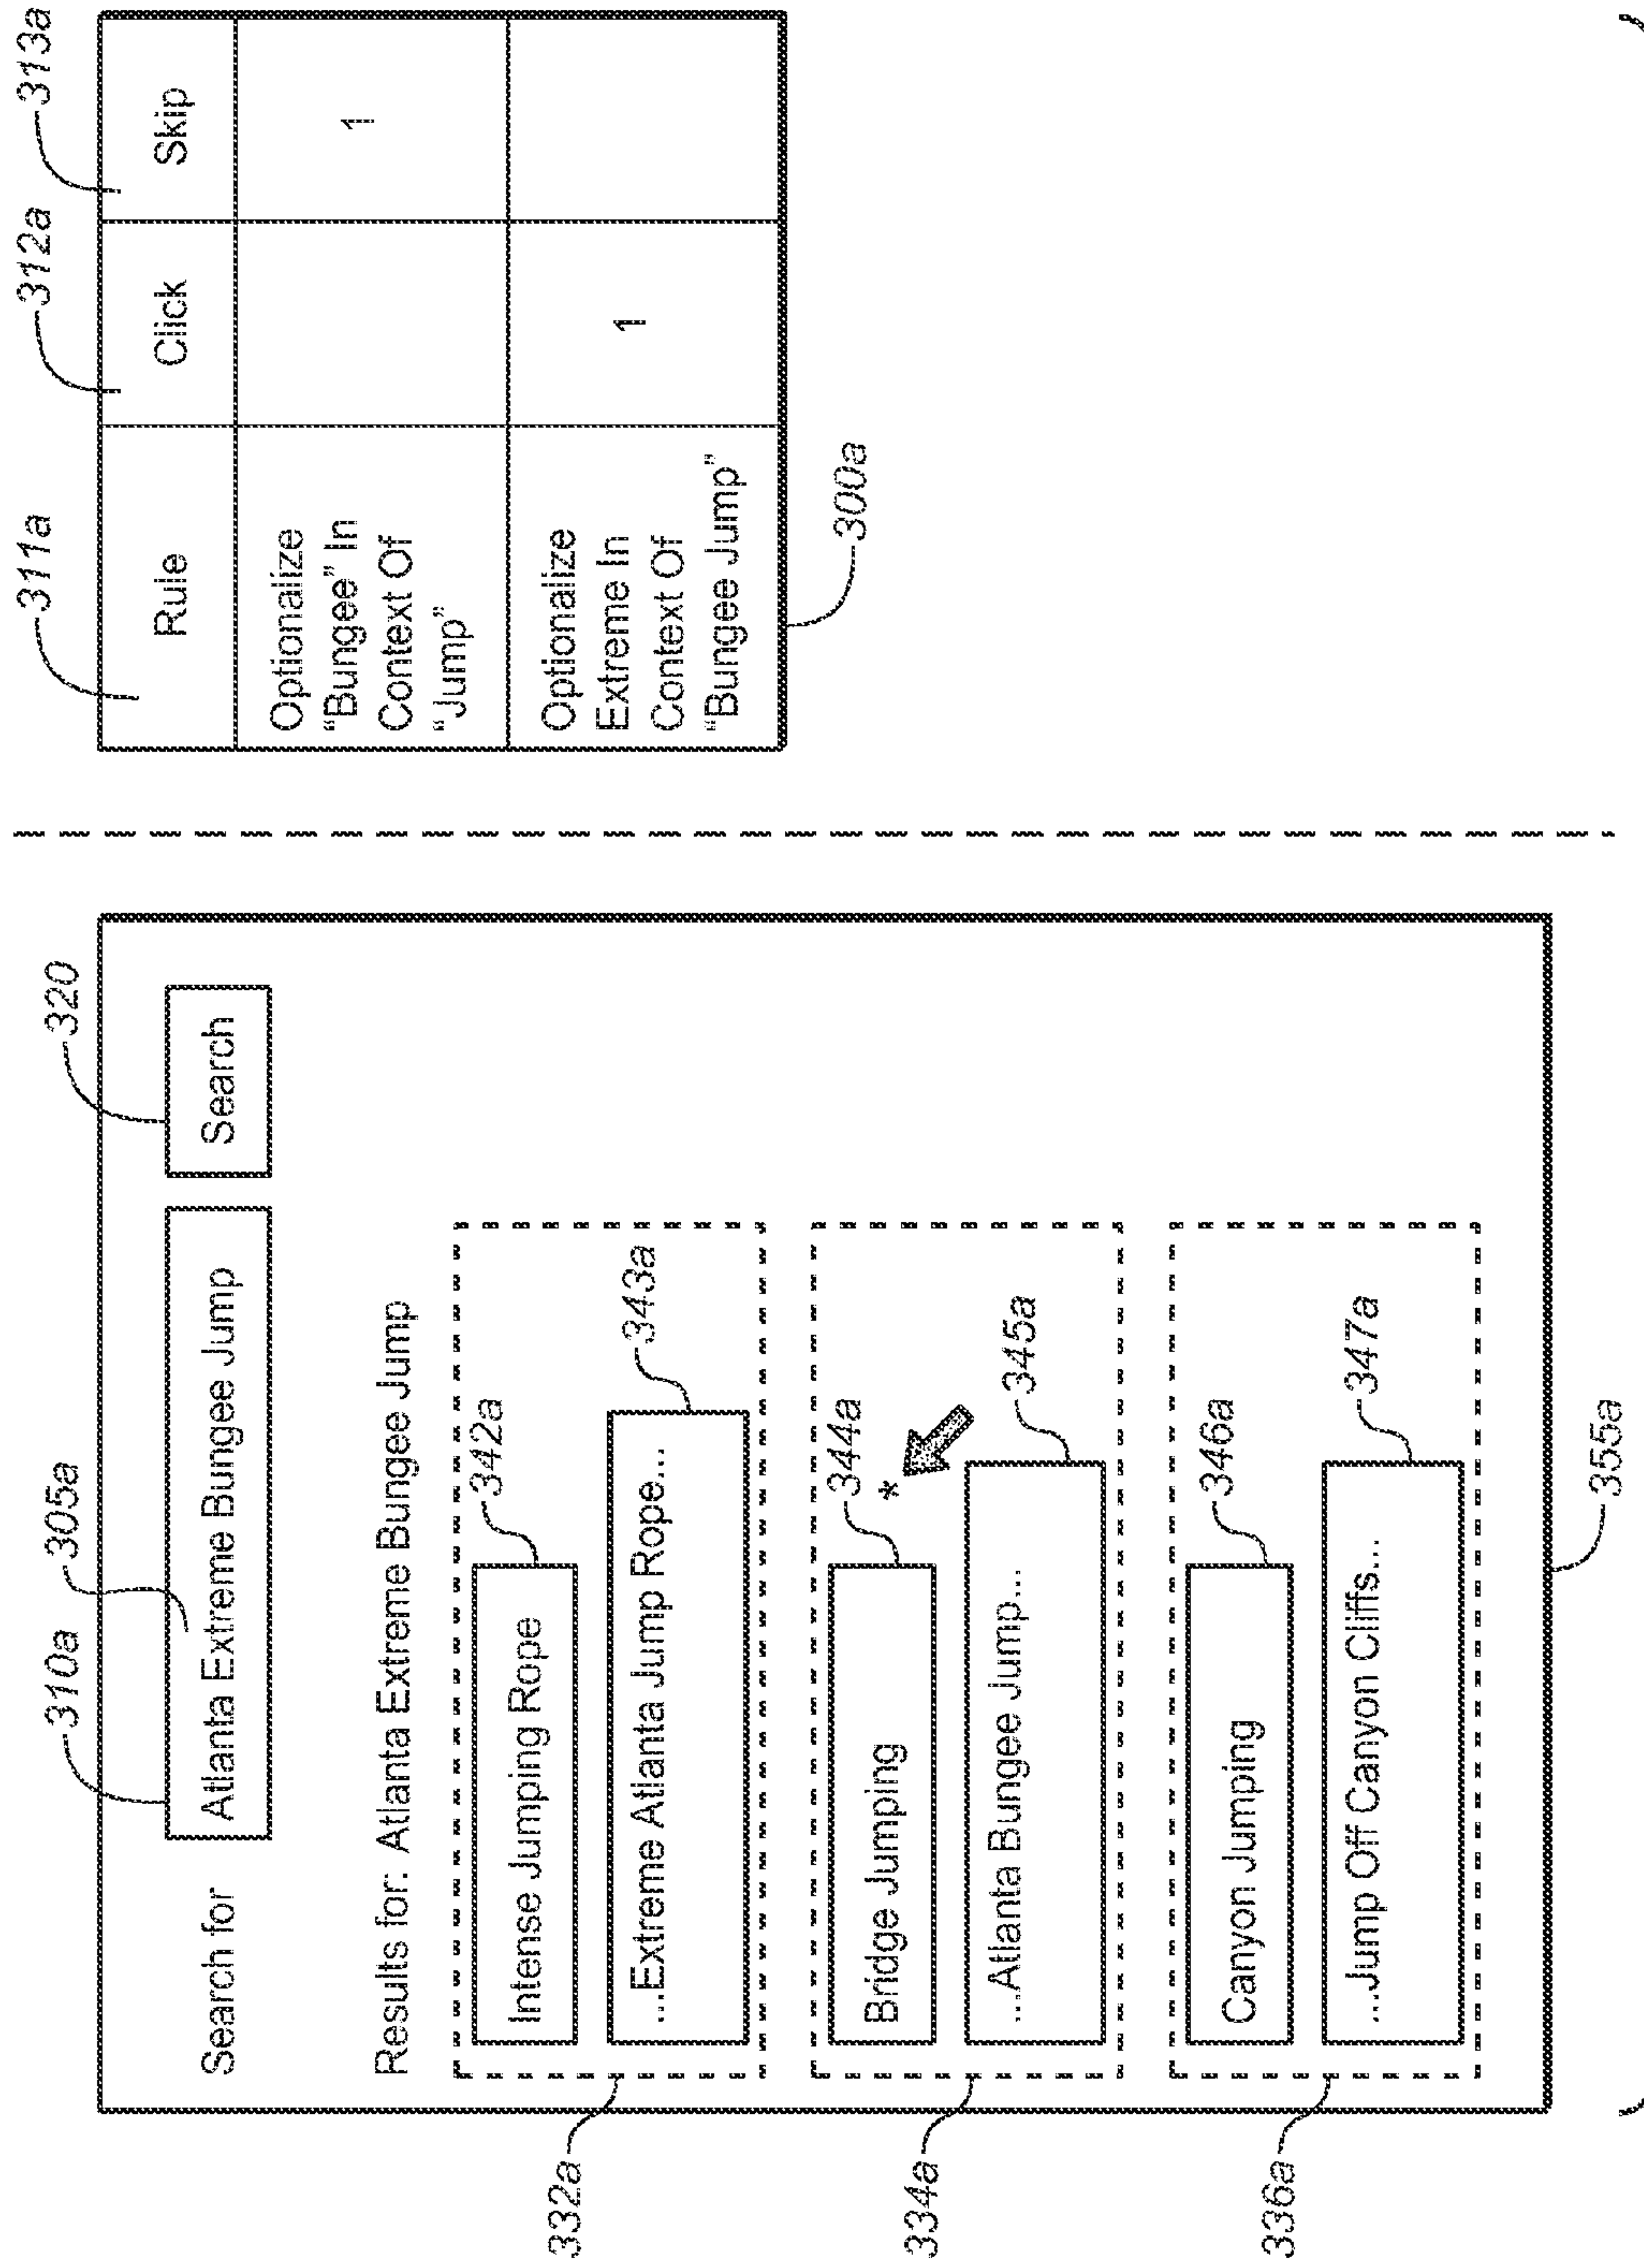 310a
305a
320
Search for
Atlanta Extreme Bungee Jump
Search
Results for: Atlanta Extreme Bungee Jump
332a
Intense Jumping Rope
342a
...Extreme Atlanta Jump Rope...
343a
334a
Bridge Jumping
344a
*
...Atlanta Bungee Jump...
345a
336a
Canyon Jumping
346a
...Jump Off Canyon Cliffs...
347a
355a
311a
312a
313a
Rule
Click
Skip
Optionalize
“Bungee” In
Context Of
“Jump”
1
Optionalize
Extreme In
Context Of
“Bungee Jump”
1
300a